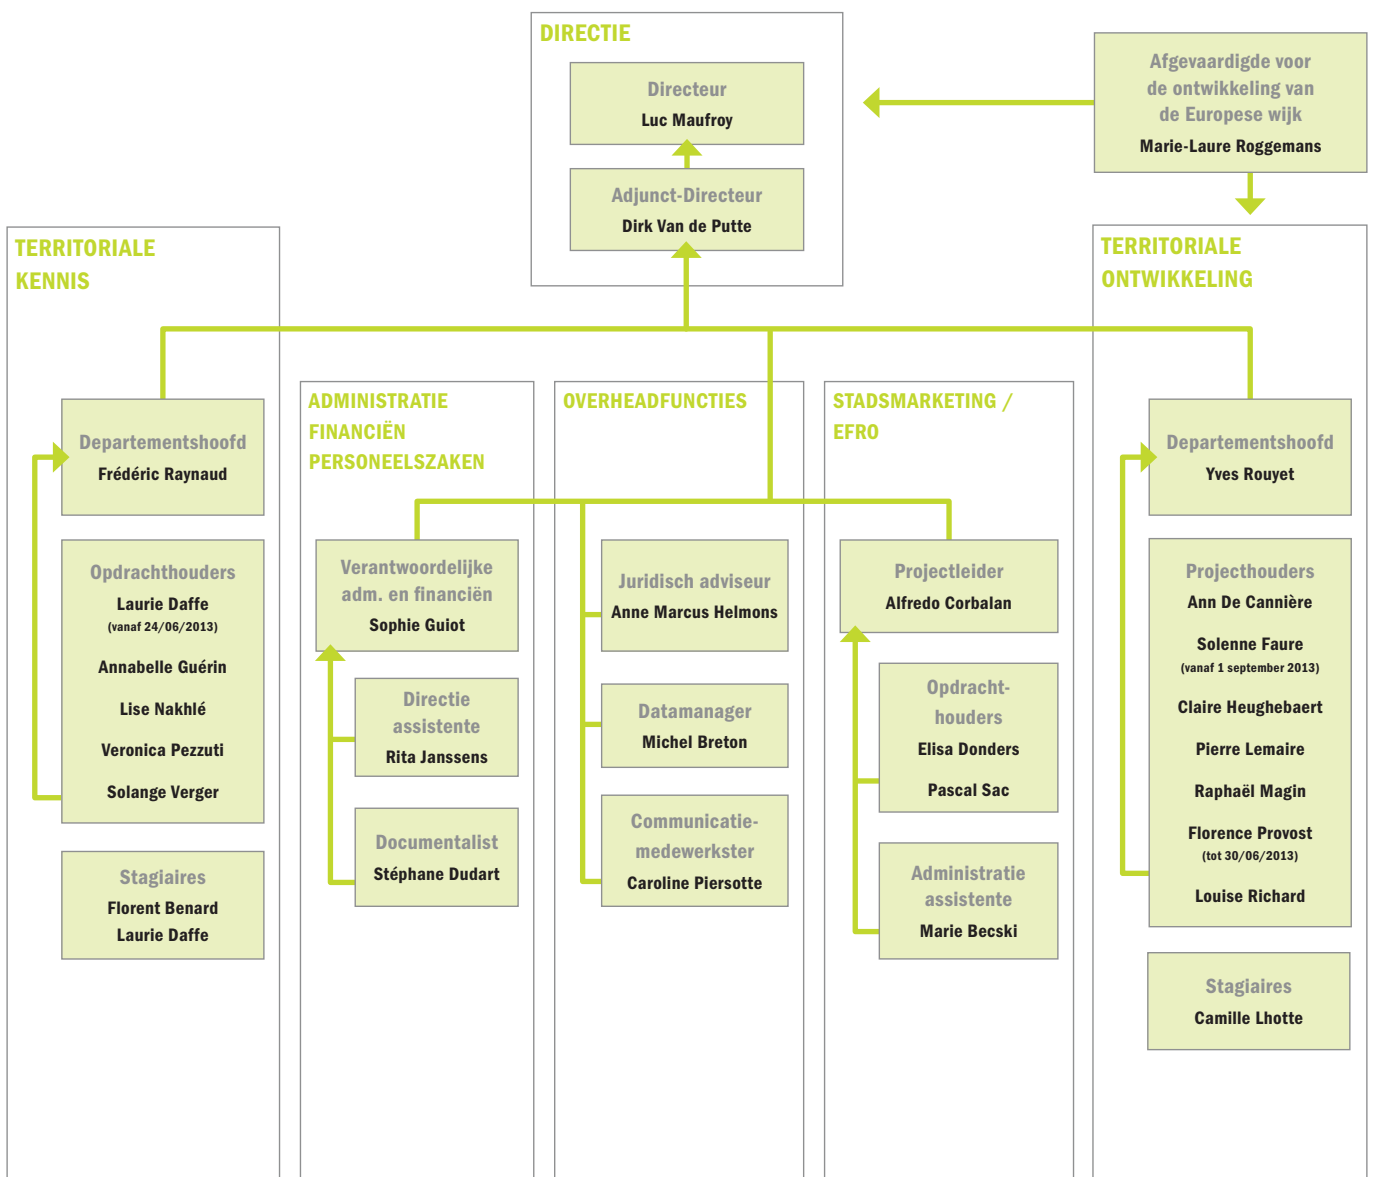 DIRECTIE
Directeur
Luc Maufroy
Adjunct-Directeur
Dirk Van de Putte
Afgevaardigde voor
de ontwikkeling van
de Europese wijk
Marie-Laure Roggemans
TERRITORIALE
KENNIS
Departementshoofd
Frédéric Raynaud
Opdrachthouders
Laurie Daffe
(vanaf 24/06/2013)
Annabelle Guérin
Lise Nakhlé
Veronica Pezzuti
Solange Verger
Stagiaires
Florent Benard
Laurie Daffe
ADMINISTRATIE
FINANCIËN
PERSONEELSZAKEN
Verantwoordelijke
adm. en financiën
Sophie Guiot
Directie
assistente
Rita Janssens
Documentalist
Stéphane Dudart
OVERHEADFUNCTIES
Juridisch adviseur
Anne Marcus Helmons
Datamanager
Michel Breton
Communicatie-
medewerkster
Caroline Piersotte
STADSMARKETING /
EFRO
Projectleider
Alfredo Corbalan
Opdracht-
houders
Elisa Donders
Pascal Sac
Administratie
assistente
Marie Becski
TERRITORIALE
ONTWIKKELING
Departementshoofd
Yves Rouyet
Projecthouders
Ann De Cannière
Solenne Faure
(vanaf 1 september 2013)
Claire Heughebaert
Pierre Lemaire
Raphaël Magin
Florence Provost
(tot 30/06/2013)
Louise Richard
Stagiaires
Camille Lhotte